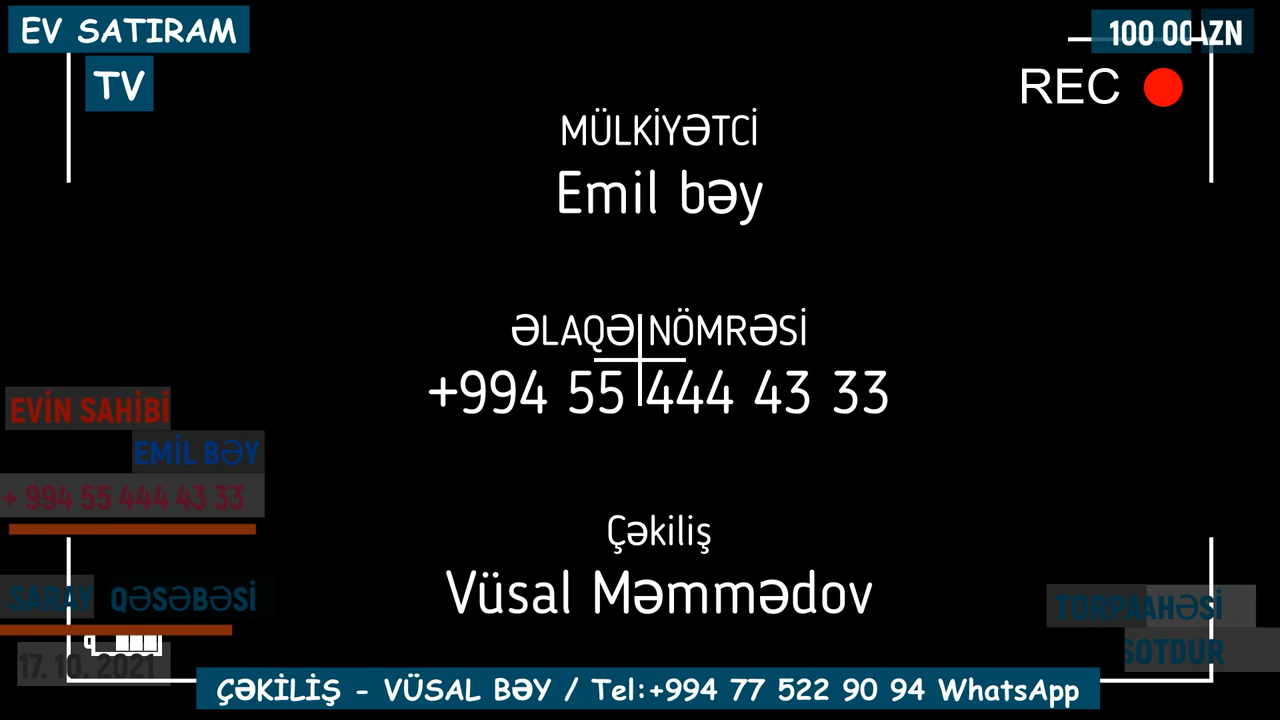 EV SATIRAM
TV
100 00 AZN
REC
MÜLKİYƏTCİ
Emil bəy
ƏLAQƏ NÖMRƏSİ
+994 55 444 43 33
EVİN SAHİBİ
EMİL BƏY
+ 994 55 444 43 33
Çəkiliş
Vüsal Məmmədov
SARAY QƏSƏBƏSİ
17. 10. 2021
SOTDUR
ÇƏKİLİŞ - VÜSAL BƏY / Tel:+994 77 522 90 94 WhatsApp